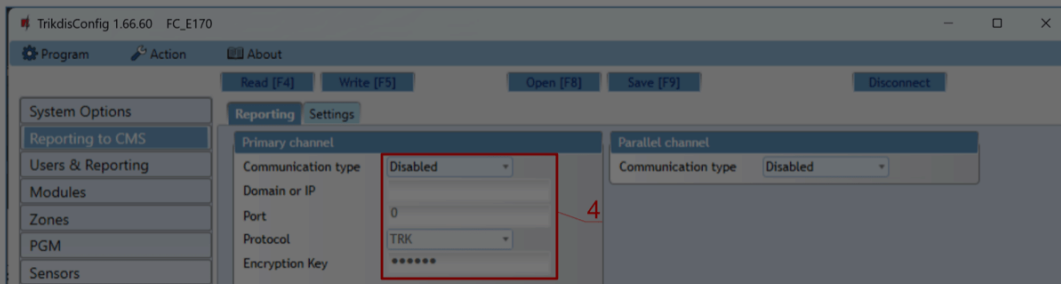 TrikdisConfig 1.66.60 FC_E170
Program Action About
Read [F4] Write [F5] Open [F8] Save [F9] Disconnect
System Options
Reporting to CMS
Users & Reporting
Modules
Zones
PGM
Sensors
Reporting Settings
Primary channel
Communication type Disabled
Domain or IP
Port 0
Protocol TRK
Encryption Key ••••••
4
Parallel channel
Communication type Disabled